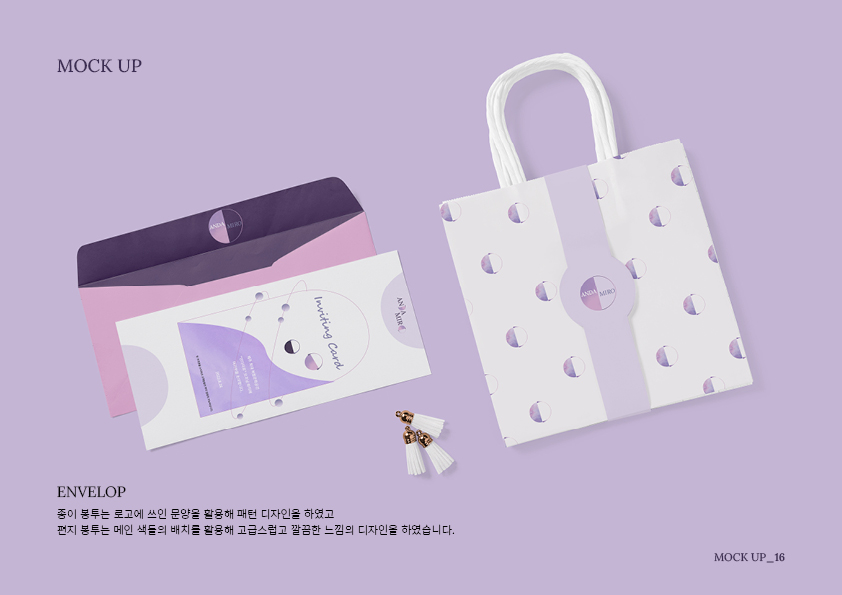 MOCK UP
ANDA MIRO
ANDA MIRO
Inviting Card
ANDA
MIRO
ENVELOP
종이 봉투는 로고에 쓰인 문양을 활용해 패턴 디자인을 하였고
편지 봉투는 메인 색들의 배치를 활용해 고급스럽고 깔끔한 느낌의 디자인을 하였습니다.
MOCK UP_16